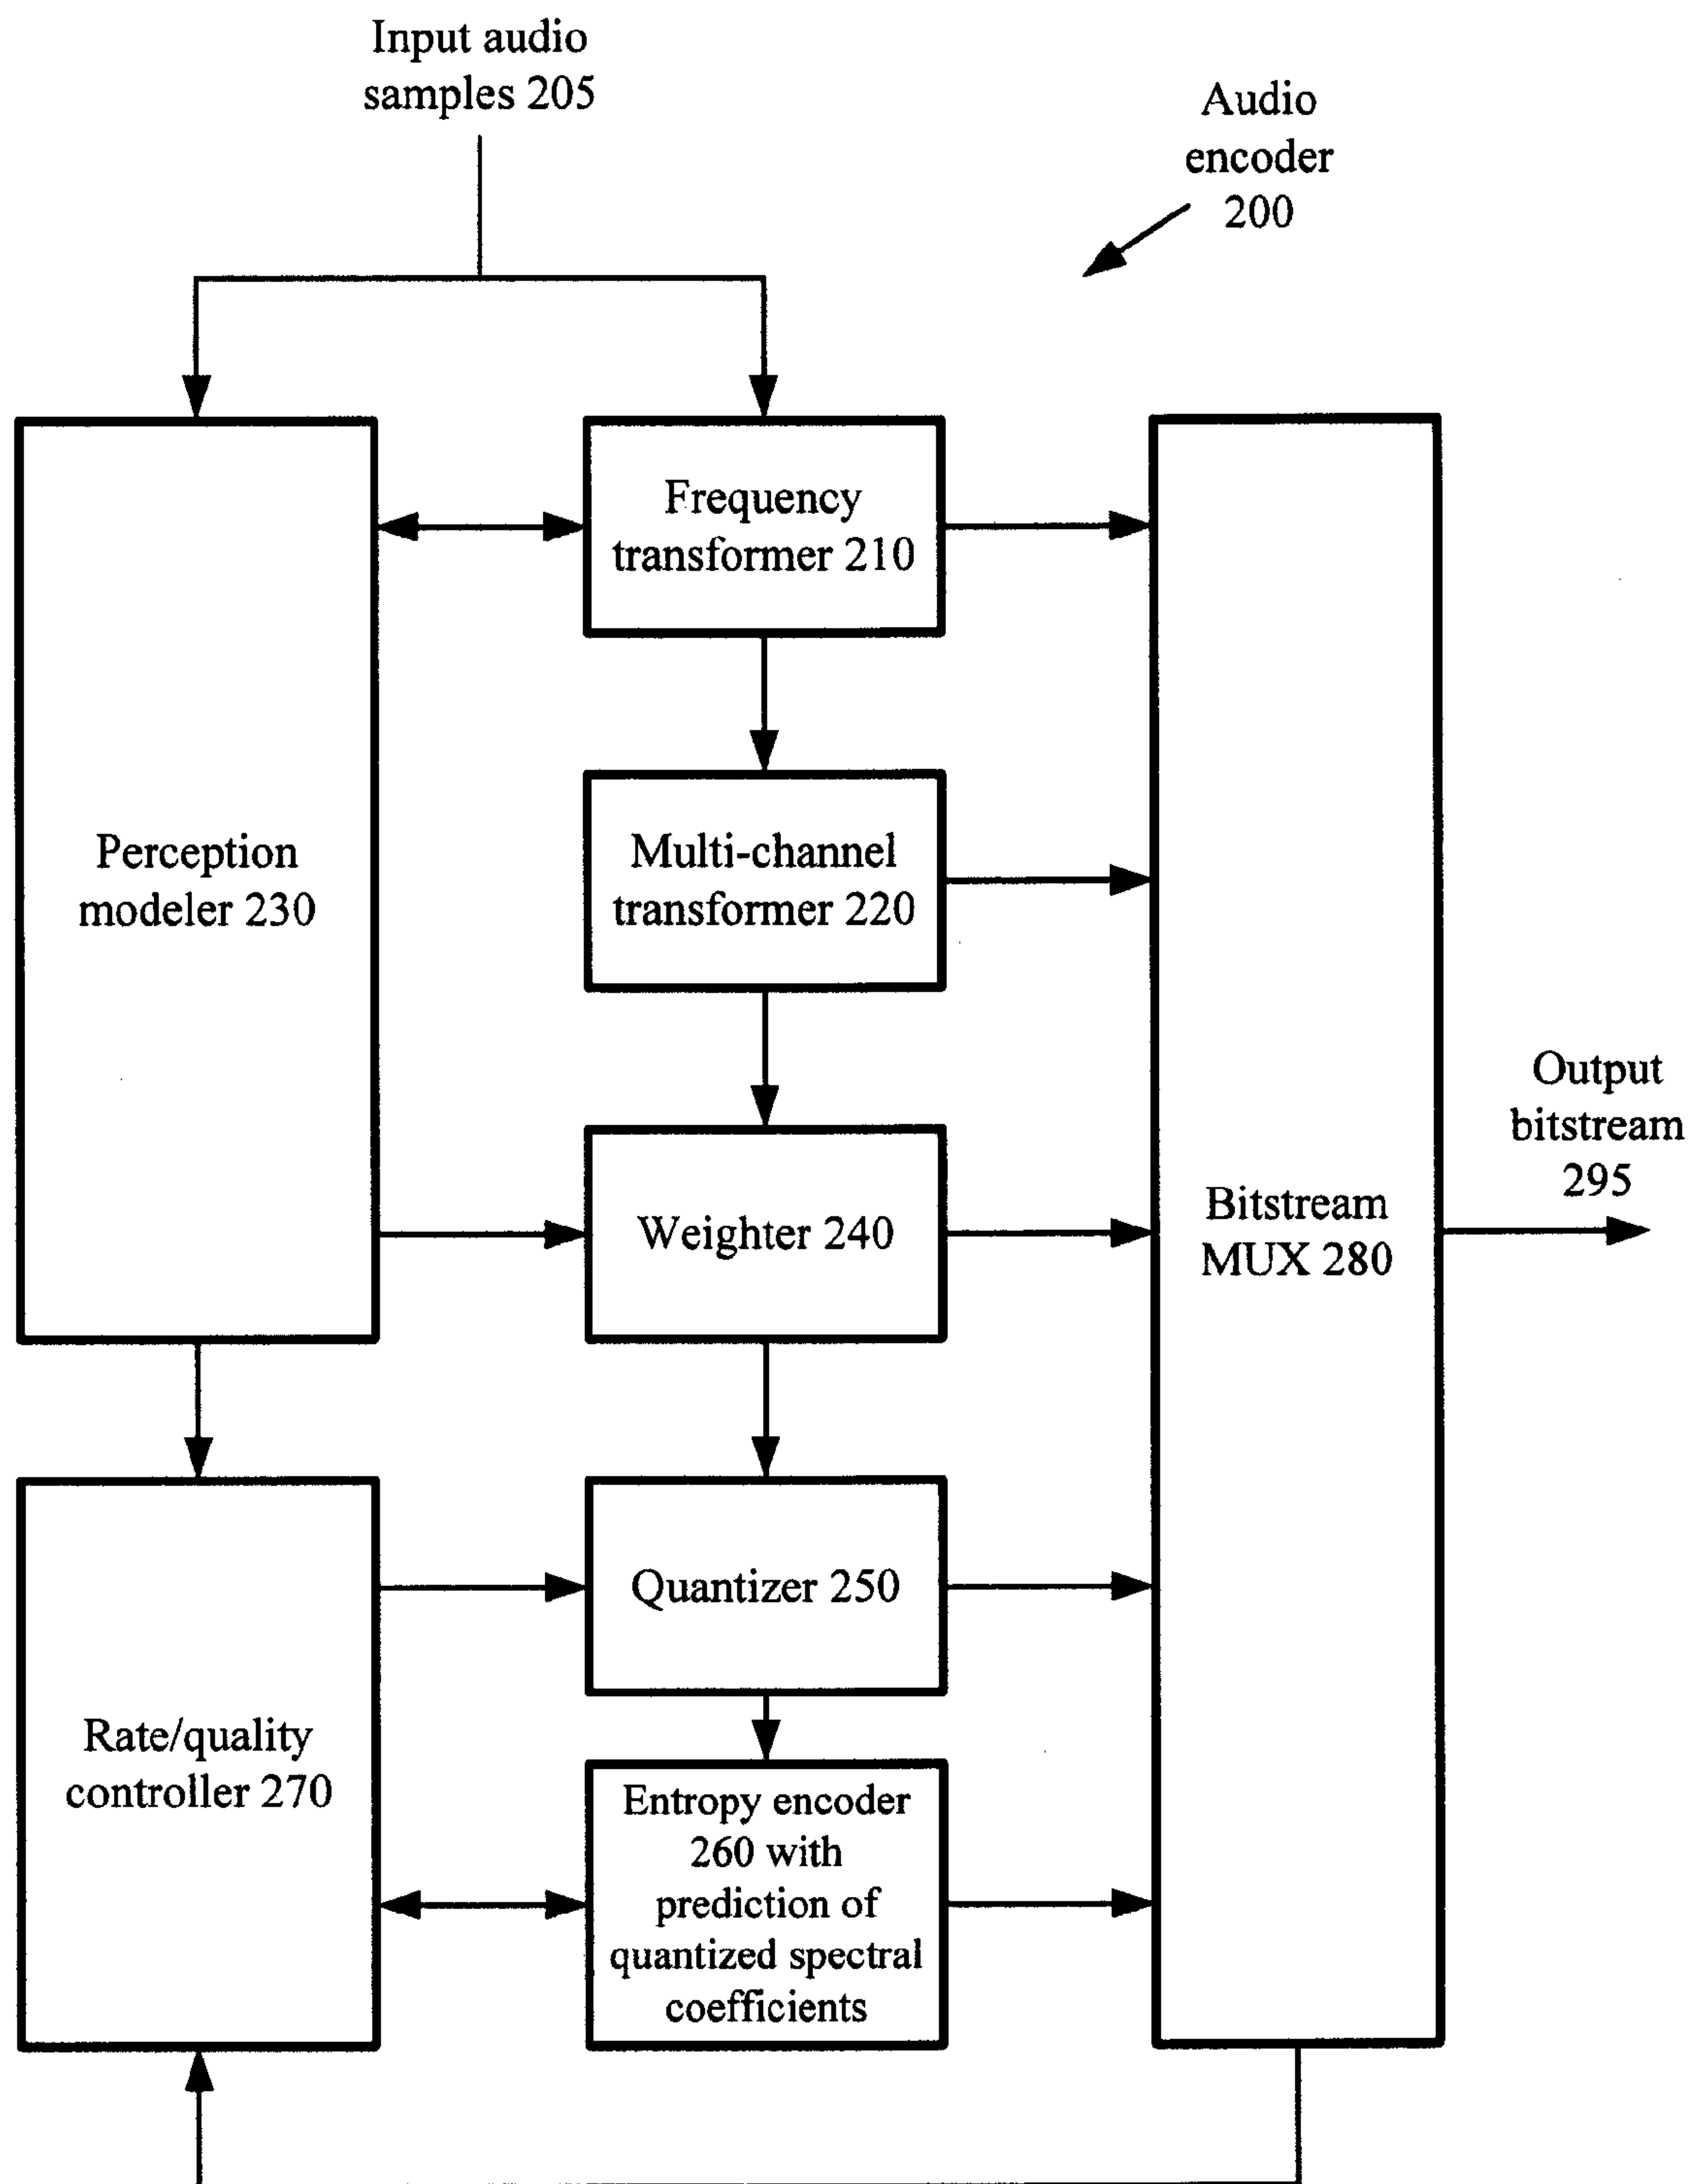 Input audio
samples 205
Audio
encoder
200
Frequency
transformer 210
Perception
modeler 230
Multi-channel
transformer 220
Output
bitstream
295
Weighter 240
Bitstream
MUX 280
Quantizer 250
Rate/quality
controller 270
Entropy encoder
260 with
prediction of
quantized spectral
coefficients